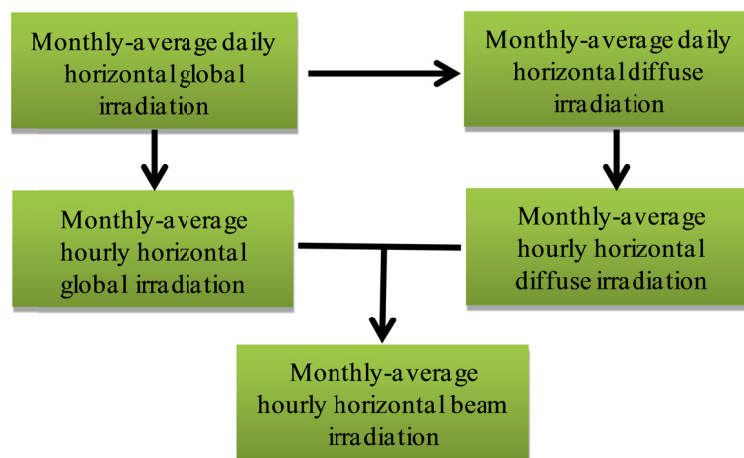 Monthly-average daily
horizontal global
irradiation
Monthly-average daily
horizontal diffuse
irradiation
Monthly-average
hourly horizontal
global irradiation
Monthly-average
hourly horizontal
diffuse irradiation
Monthly-average
hourly horizontal beam
irradiation